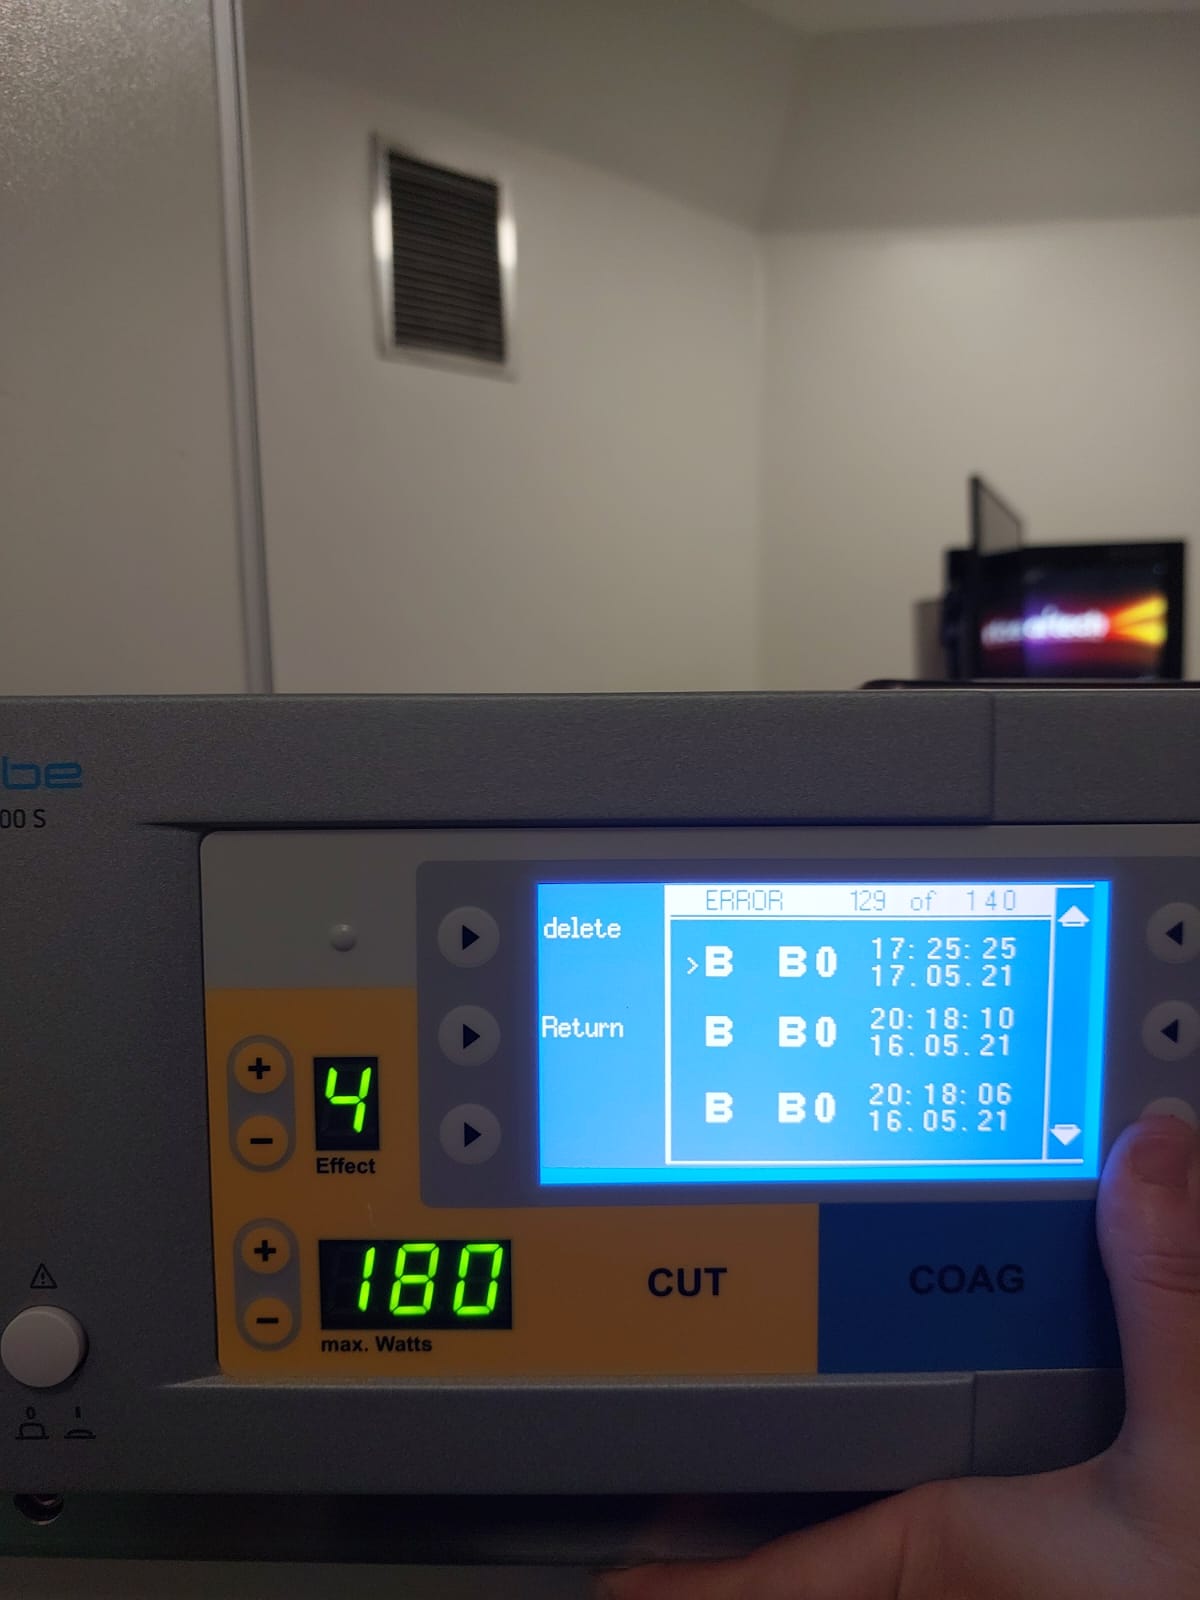 be
00 S
ERROR 129 of 140
delete
>B B0 17:25:25
17.05.21
Return
B B0 20:18:10
16.05.21
B B0 20:18:06
16.05.21
+
4
−
Effect
+
180
−
max. Watts
CUT
COAG
0 I